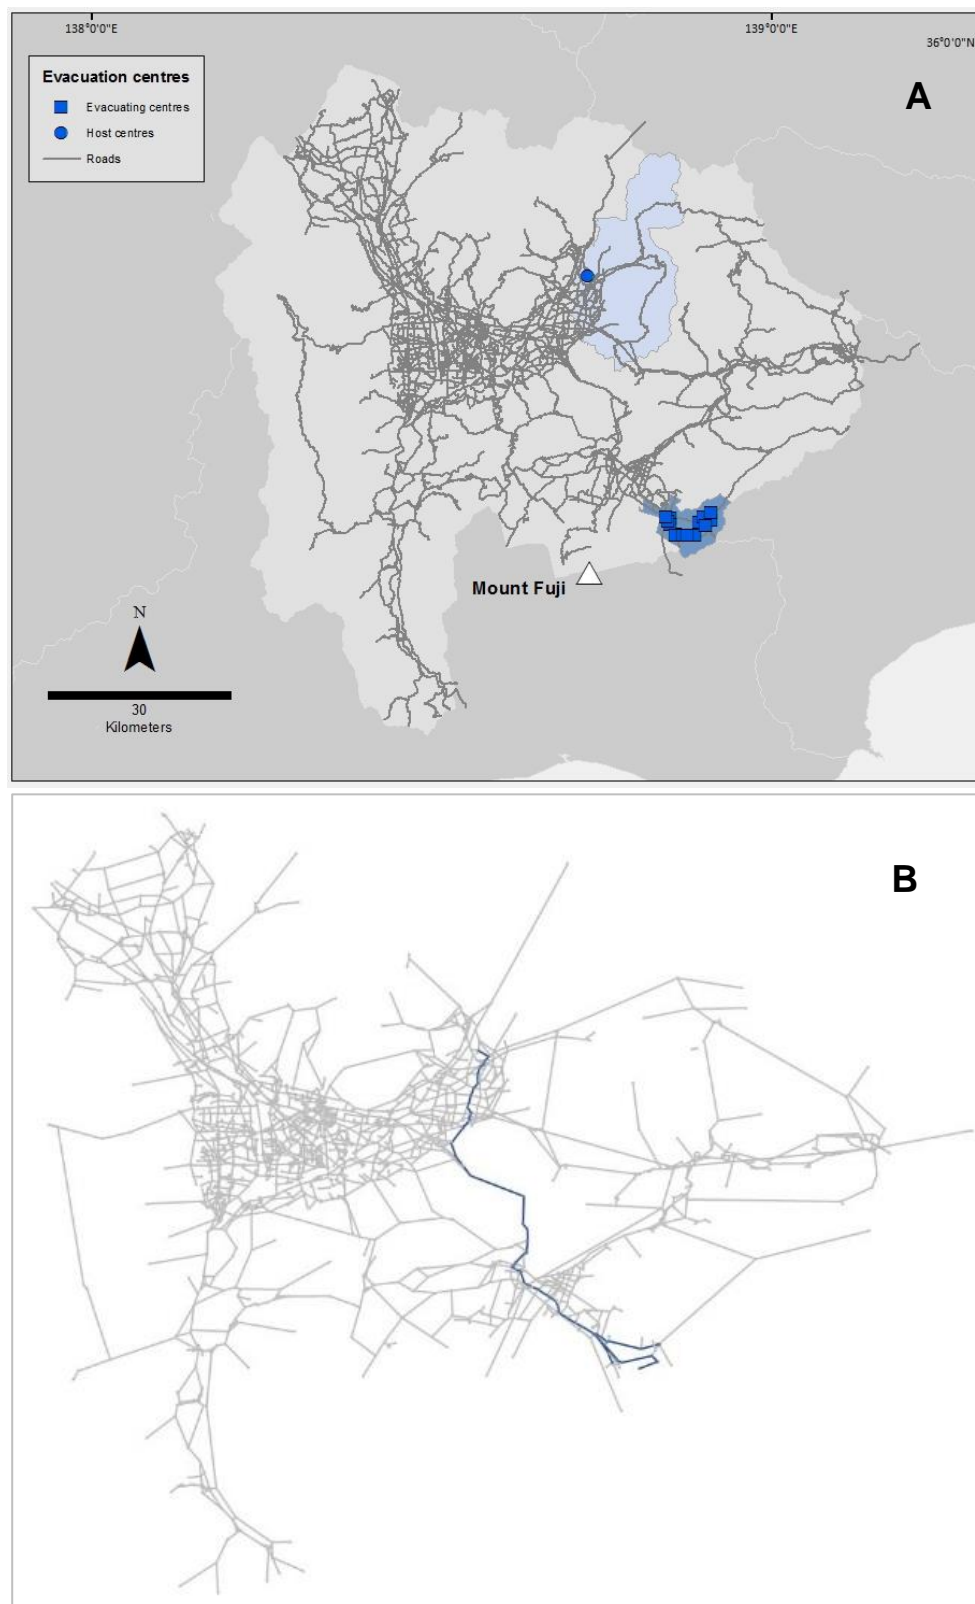 138°0'0"E
139°0'0"E
36°0'0"N
Evacuation centres
Evacuating centres
Host centres
Roads
A
Mount Fuji
N
30
Kilometers
B